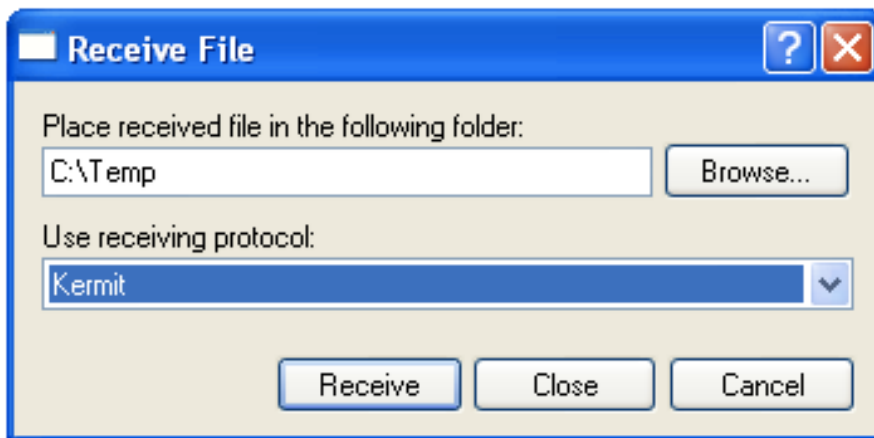 Receive File
Place received file in the following folder:
C:\Temp
Browse...
Use receiving protocol:
Kermit
Receive Close Cancel